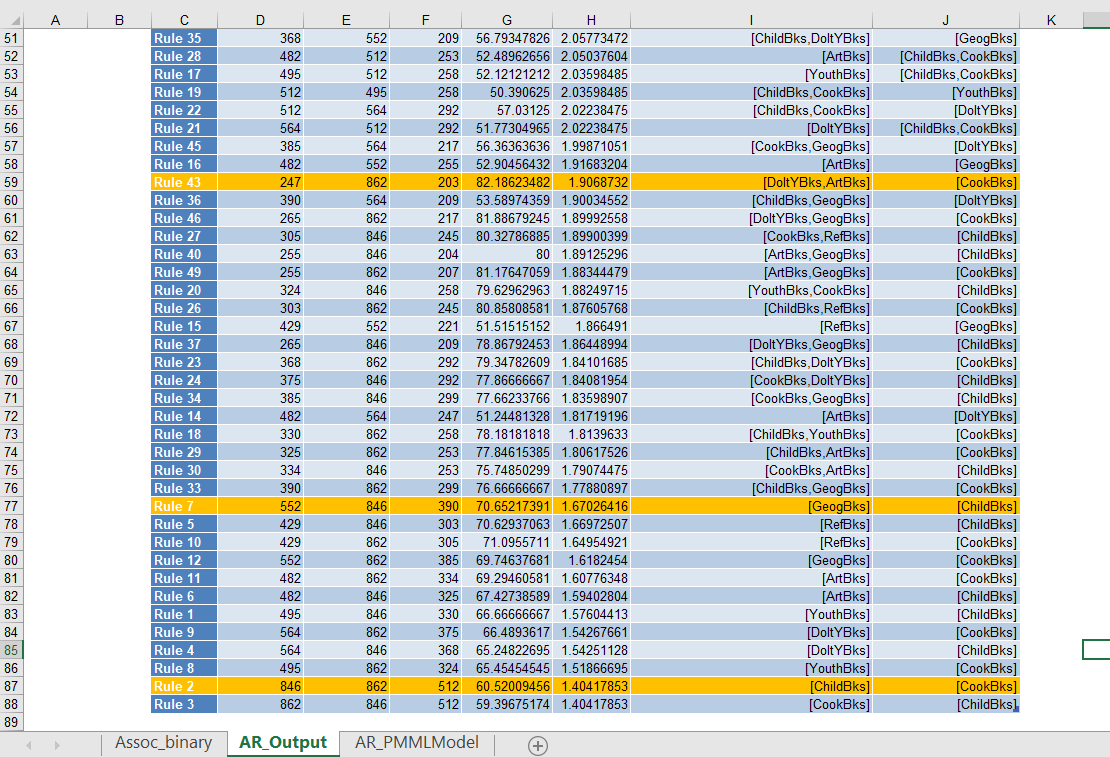 A B C D E F G H I J K
51 Rule 35 368 552 209 56.79347826 2.05773472 [ChildBks,DoltYBks] [GeogBks]
52 Rule 28 482 512 253 52.48962656 2.05037604 [ArtBks] [ChildBks,CookBks]
53 Rule 17 495 512 258 52.12121212 2.03598485 [YouthBks] [ChildBks,CookBks]
54 Rule 19 512 495 258 50.390625 2.03598485 [ChildBks,CookBks] [YouthBks]
55 Rule 22 512 564 292 57.03125 2.02238475 [ChildBks,CookBks] [DoltYBks]
56 Rule 21 564 512 292 51.77304965 2.02238475 [DoltYBks] [ChildBks,CookBks]
57 Rule 45 385 564 217 56.36363636 1.99871051 [CookBks,GeogBks] [DoltYBks]
58 Rule 16 482 552 255 52.90456432 1.91683204 [ArtBks] [GeogBks]
59 Rule 43 247 862 203 82.18623482 1.9068732 [DoltYBks,ArtBks] [CookBks]
60 Rule 36 390 564 209 53.58974359 1.90034552 [ChildBks,GeogBks] [DoltYBks]
61 Rule 46 265 862 217 81.88679245 1.89992558 [DoltYBks,GeogBks] [CookBks]
62 Rule 27 305 846 245 80.32786885 1.89900399 [CookBks,RefBks] [ChildBks]
63 Rule 40 255 846 204 80 1.89125296 [ArtBks,GeogBks] [ChildBks]
64 Rule 49 255 862 207 81.17647059 1.88344479 [ArtBks,GeogBks] [CookBks]
65 Rule 20 324 846 258 79.62962963 1.88249715 [YouthBks,CookBks] [ChildBks]
66 Rule 26 303 862 245 80.85808581 1.87605768 [ChildBks,RefBks] [CookBks]
67 Rule 15 429 552 221 51.51515152 1.866491 [RefBks] [GeogBks]
68 Rule 37 265 846 209 78.86792453 1.86448994 [DoltYBks,GeogBks] [ChildBks]
69 Rule 23 368 862 292 79.34782609 1.84101685 [ChildBks,DoltYBks] [CookBks]
70 Rule 24 375 846 292 77.86666667 1.84081954 [CookBks,DoltYBks] [ChildBks]
71 Rule 34 385 846 299 77.66233766 1.83598907 [CookBks,GeogBks] [ChildBks]
72 Rule 14 482 564 247 51.24481328 1.81719196 [ArtBks] [DoltYBks]
73 Rule 18 330 862 258 78.18181818 1.8139633 [ChildBks,YouthBks] [CookBks]
74 Rule 29 325 862 253 77.84615385 1.80617526 [ChildBks,ArtBks] [CookBks]
75 Rule 30 334 846 253 75.74850299 1.79074475 [CookBks,ArtBks] [ChildBks]
76 Rule 33 390 862 299 76.66666667 1.77880897 [ChildBks,GeogBks] [CookBks]
77 Rule 7 552 846 390 70.65217391 1.67026416 [GeogBks] [ChildBks]
78 Rule 5 429 846 303 70.62937063 1.66972507 [RefBks] [ChildBks]
79 Rule 10 429 862 305 71.0955711 1.64954921 [RefBks] [CookBks]
80 Rule 12 552 862 385 69.74637681 1.6182454 [GeogBks] [CookBks]
81 Rule 11 482 862 334 69.29460581 1.60776348 [ArtBks] [CookBks]
82 Rule 6 482 846 325 67.42738589 1.59402804 [ArtBks] [ChildBks]
83 Rule 1 495 846 330 66.66666667 1.57604413 [YouthBks] [ChildBks]
84 Rule 9 564 862 375 66.4893617 1.54267661 [DoltYBks] [CookBks]
85 Rule 4 564 846 368 65.24822695 1.54251128 [DoltYBks] [ChildBks]
86 Rule 8 495 862 324 65.45454545 1.51866695 [YouthBks] [CookBks]
87 Rule 2 846 862 512 60.52009456 1.40417853 [ChildBks] [CookBks]
88 Rule 3 862 846 512 59.39675174 1.40417853 [CookBks] [ChildBks]
89
Assoc_binary AR_Output AR_PMMLModel